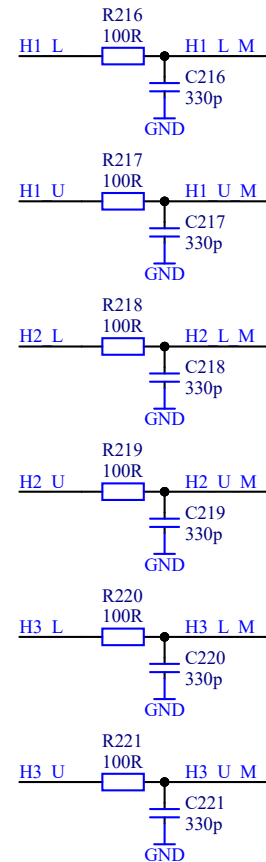 R216
100R
H1_L
H1_L_M
C216
330p
GND
R217
100R
H1_U
H1_U_M
C217
330p
GND
R218
100R
H2_L
H2_L_M
C218
330p
GND
R219
100R
H2_U
H2_U_M
C219
330p
GND
R220
100R
H3_L
H3_L_M
C220
330p
GND
R221
100R
H3_U
H3_U_M
C221
330p
GND